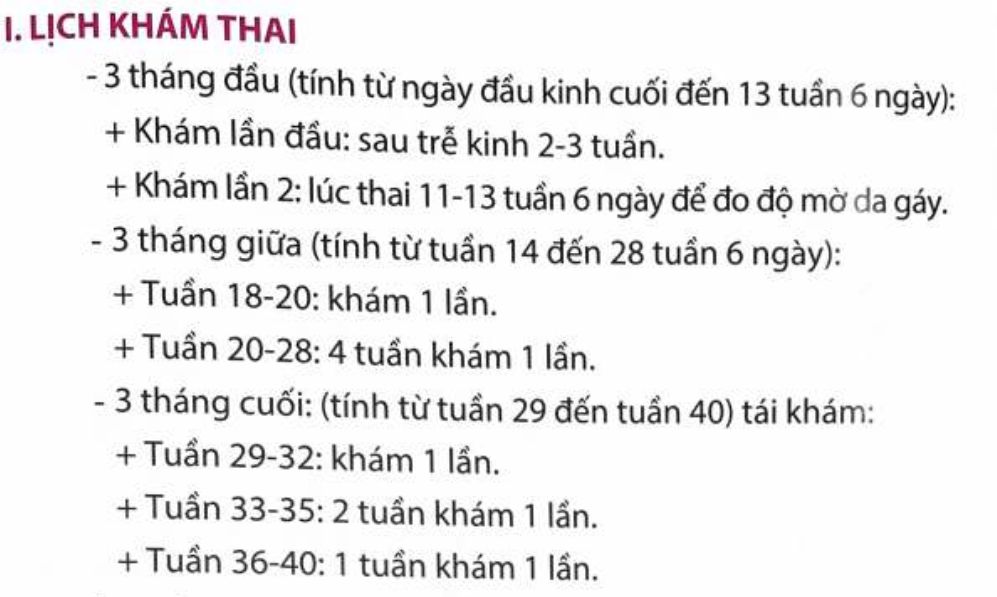 I. LỊCH KHÁM THAI
- 3 tháng đầu (tính từ ngày đầu kinh cuối đến 13 tuần 6 ngày):
+ Khám lần đầu: sau trễ kinh 2-3 tuần.
+ Khám lần 2: lúc thai 11-13 tuần 6 ngày để đo độ mờ da gáy.
- 3 tháng giữa (tính từ tuần 14 đến 28 tuần 6 ngày):
+ Tuần 18-20: khám 1 lần.
+ Tuần 20-28: 4 tuần khám 1 lần.
- 3 tháng cuối: (tính từ tuần 29 đến tuần 40) tái khám:
+ Tuần 29-32: khám 1 lần.
+ Tuần 33-35: 2 tuần khám 1 lần.
+ Tuần 36-40: 1 tuần khám 1 lần.